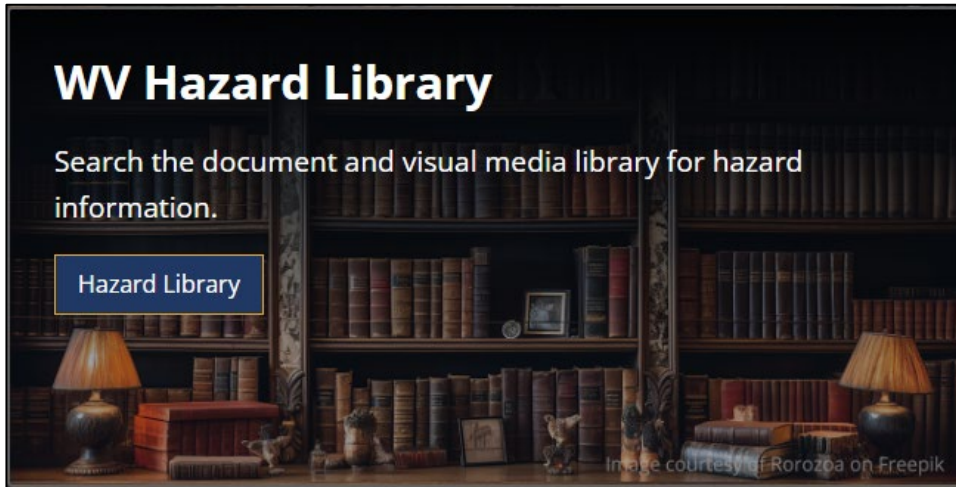 WV Hazard Library
Search the document and visual media library for hazard
information.
Hazard Library
Image courtesy of Rorozoa on Freepik